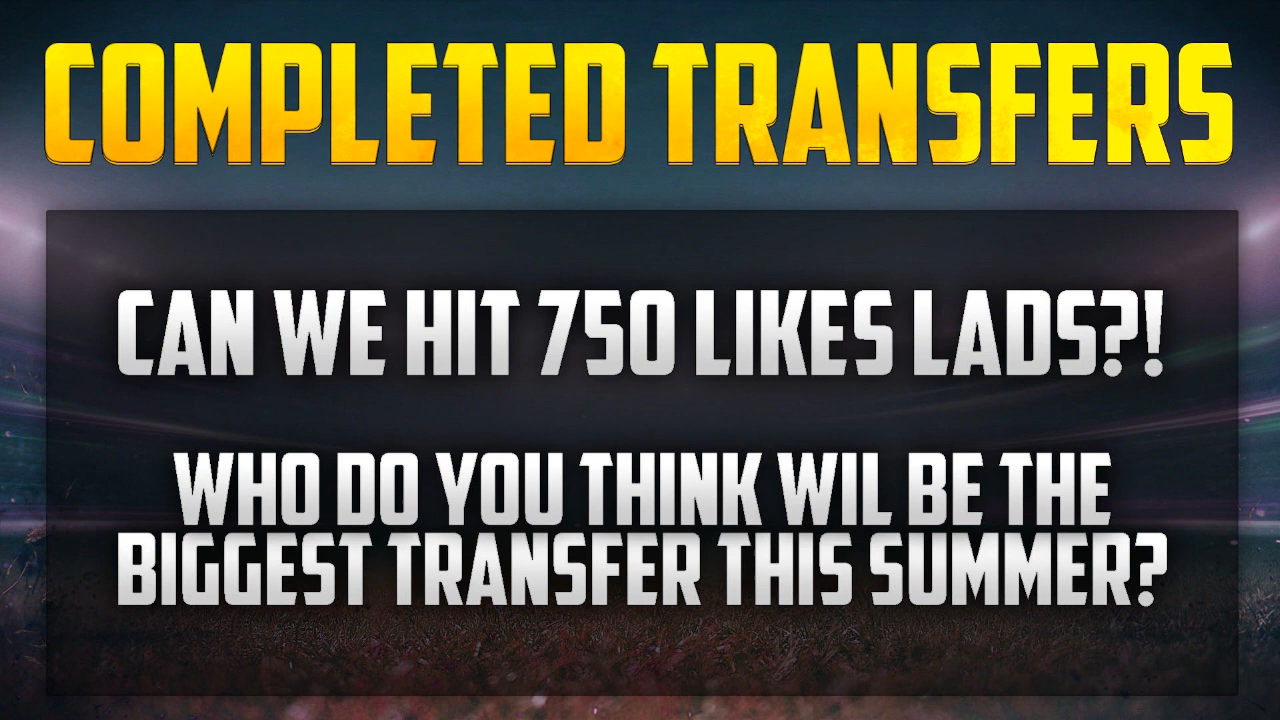 COMPLETED TRANSFERS
CAN WE HIT 750 LIKES LADS?!
WHO DO YOU THINK WIL BE THE
BIGGEST TRANSFER THIS SUMMER?